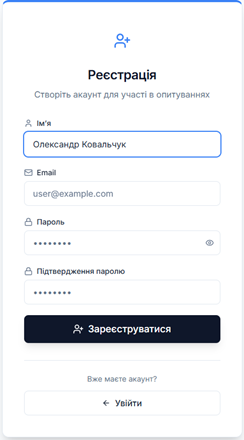 Реєстрація
Створіть акаунт для участі в опитуваннях
Ім'я
Олександр Ковальчук
Email
user@example.com
Пароль
••••••••
Підтвердження паролю
••••••••
Зареєструватися
Вже маєте акаунт?
← Увійти